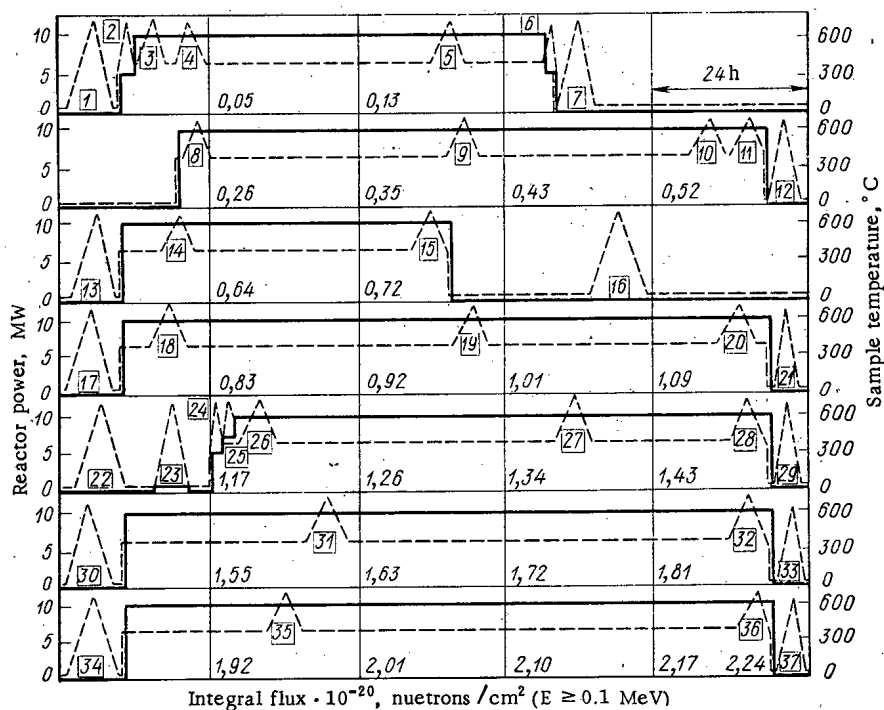 Reactor power, MW
Sample temperature, °C
10 2 3 4 5 6 600
5 24 h 300
0 1 0,05 0,13 7 0
10 8 9 10 11 600
5 300
0 0,26 0,35 0,43 0,52 12 0
10 14 15 600
5 300
0 13 0,64 0,72 16 0
10 18 19 20 600
5 300
0 17 0,83 0,92 1,01 1,09 21 0
10 24 26 27 28 600
5 25 300
0 22 23 1,17 1,26 1,34 1,43 29 0
10 31 32 600
5 300
0 30 1,55 1,63 1,72 1,81 33 0
10 35 36 600
5 300
0 34 1,92 2,01 2,10 2,17 2,24 37 0
Integral flux · 10⁻²⁰, nuetrons/cm² (E ≥ 0.1 MeV)